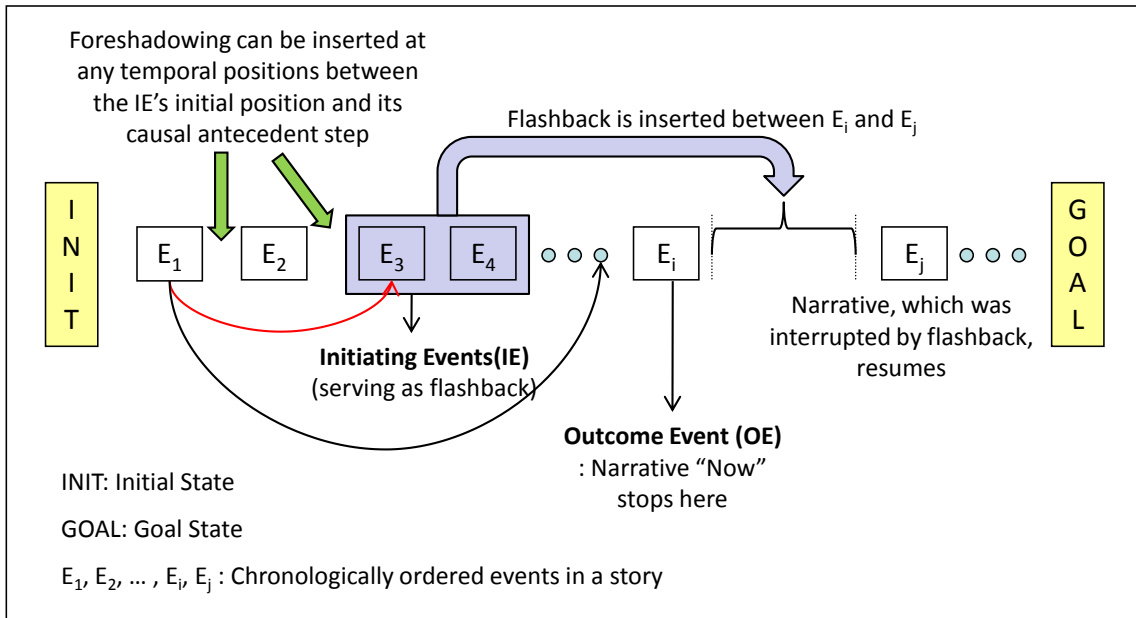 Foreshadowing can be inserted at
any temporal positions between
the IE’s initial position and its
causal antecedent step
Flashback is inserted between Ei and Ej
I
N
I
T
E1
E2
E3
E4
Ei
Ej
G
O
A
L
Initiating Events(IE)
(serving as flashback)
Narrative, which was
interrupted by flashback,
resumes
Outcome Event (OE)
: Narrative “Now”
stops here
INIT: Initial State
GOAL: Goal State
E1, E2, … , Ei, Ej : Chronologically ordered events in a story